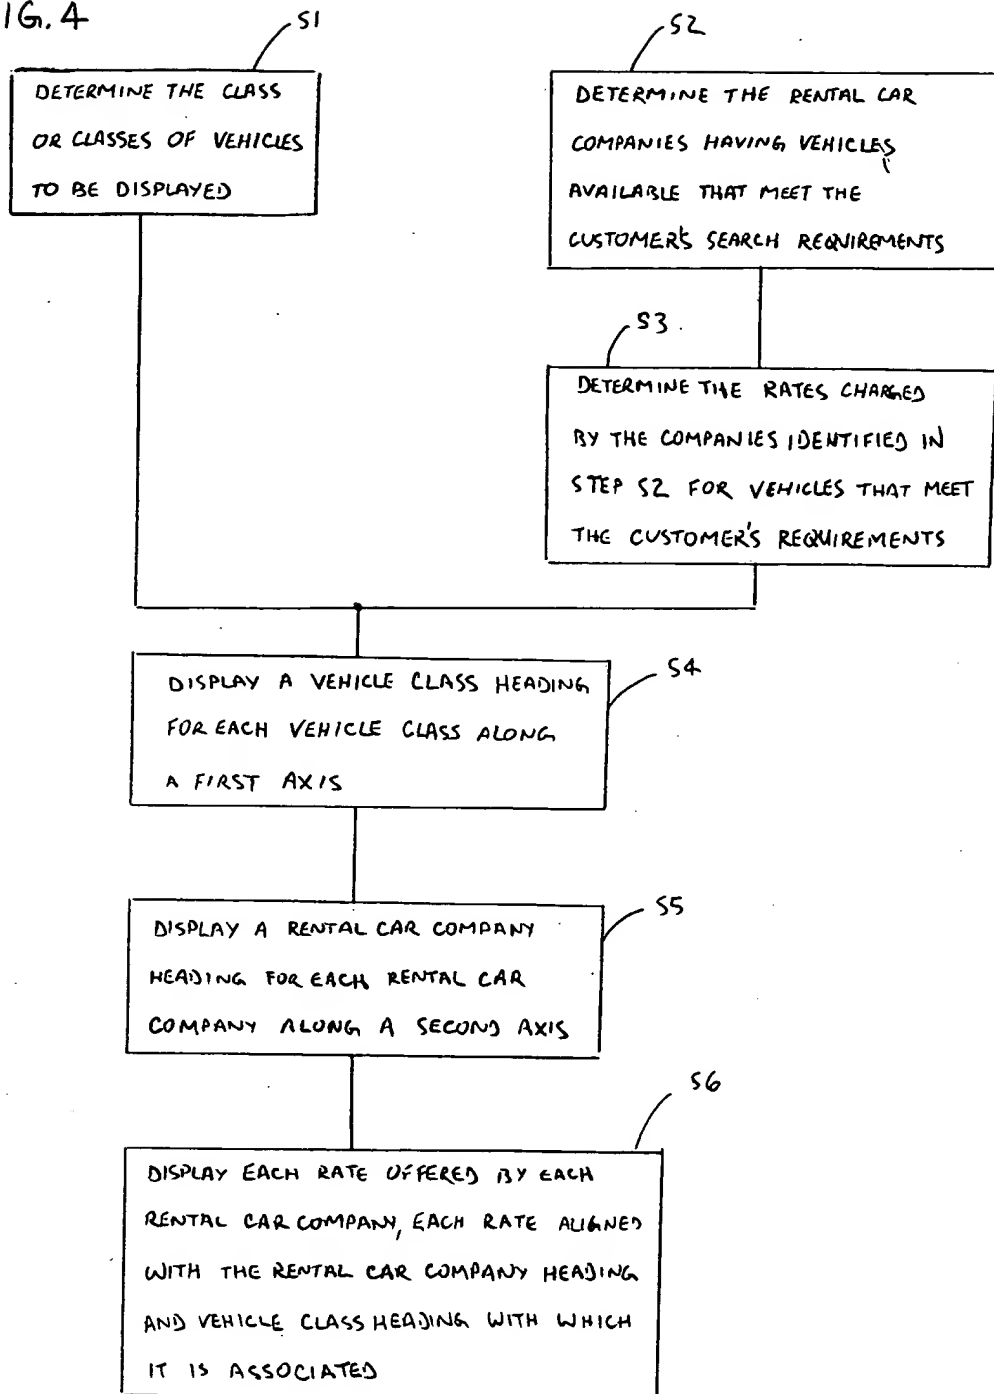 IG. 4
S1
DETERMINE THE CLASS
OR CLASSES OF VEHICLES
TO BE DISPLAYED
S2
DETERMINE THE RENTAL CAR
COMPANIES HAVING VEHICLES
AVAILABLE THAT MEET THE
CUSTOMER'S SEARCH REQUIREMENTS
S3
DETERMINE THE RATES CHARGED
BY THE COMPANIES IDENTIFIED IN
STEP S2 FOR VEHICLES THAT MEET
THE CUSTOMER'S REQUIREMENTS
S4
DISPLAY A VEHICLE CLASS HEADING
FOR EACH VEHICLE CLASS ALONG
A FIRST AXIS
S5
DISPLAY A RENTAL CAR COMPANY
HEADING FOR EACH RENTAL CAR
COMPANY ALONG A SECOND AXIS
S6
DISPLAY EACH RATE OFFERED BY EACH
RENTAL CAR COMPANY, EACH RATE ALIGNED
WITH THE RENTAL CAR COMPANY HEADING
AND VEHICLE CLASS HEADING WITH WHICH
IT IS ASSOCIATED